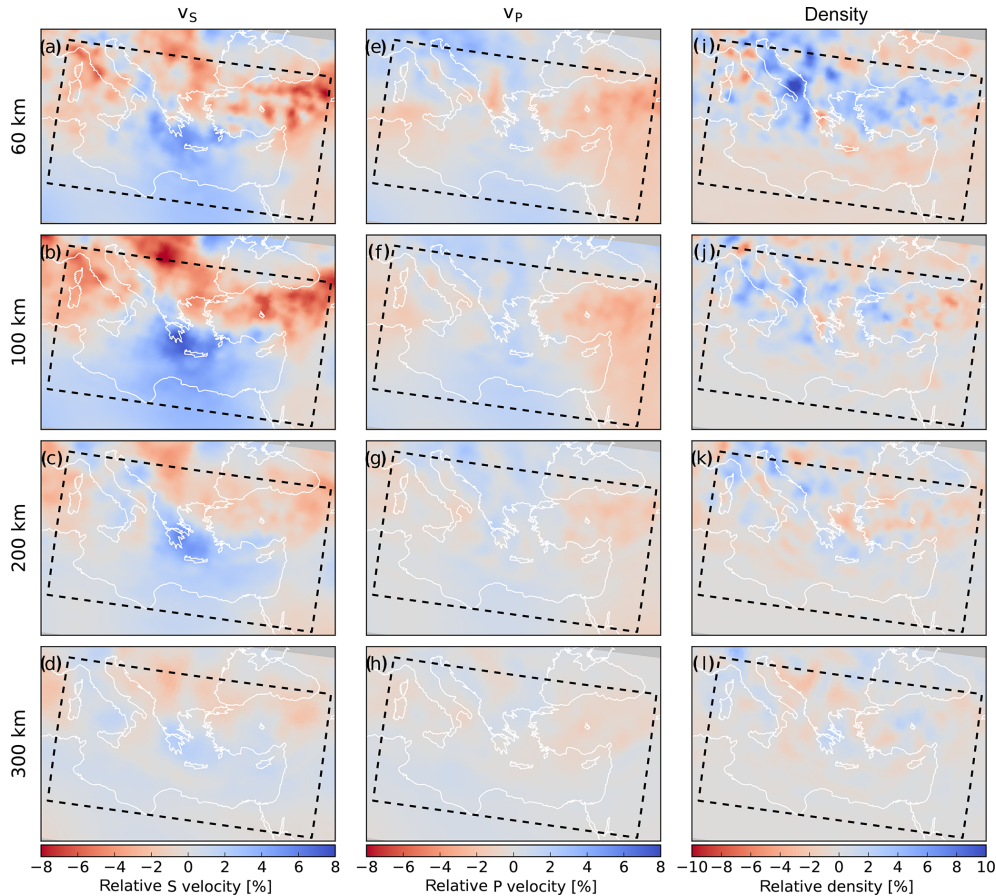 vS vP Density
60 km
(a) (e) (i)
100 km
(b) (f) (j)
200 km
(c) (g) (k)
300 km
(d) (h) (l)
−8 −6 −4 −2 0 2 4 6 8
Relative S velocity [%]
−8 −6 −4 −2 0 2 4 6 8
Relative P velocity [%]
−10 −8 −6 −4 −2 0 2 4 6 8 10
Relative density [%]